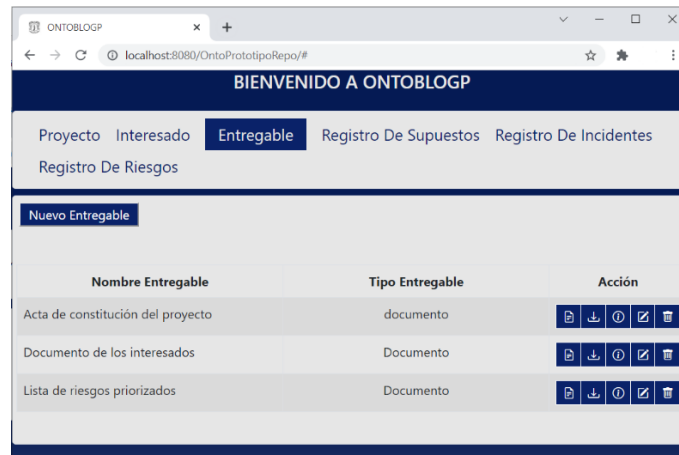 ONTOBLOGP
localhost:8080/OntoPrototipoRepo/#
BIENVENIDO A ONTOBLOGP
Proyecto Interesado Entregable Registro De Supuestos Registro De Incidentes
Registro De Riesgos
Nuevo Entregable
Nombre Entregable Tipo Entregable Acción
Acta de constitución del proyecto documento
Documento de los interesados Documento
Lista de riesgos priorizados Documento